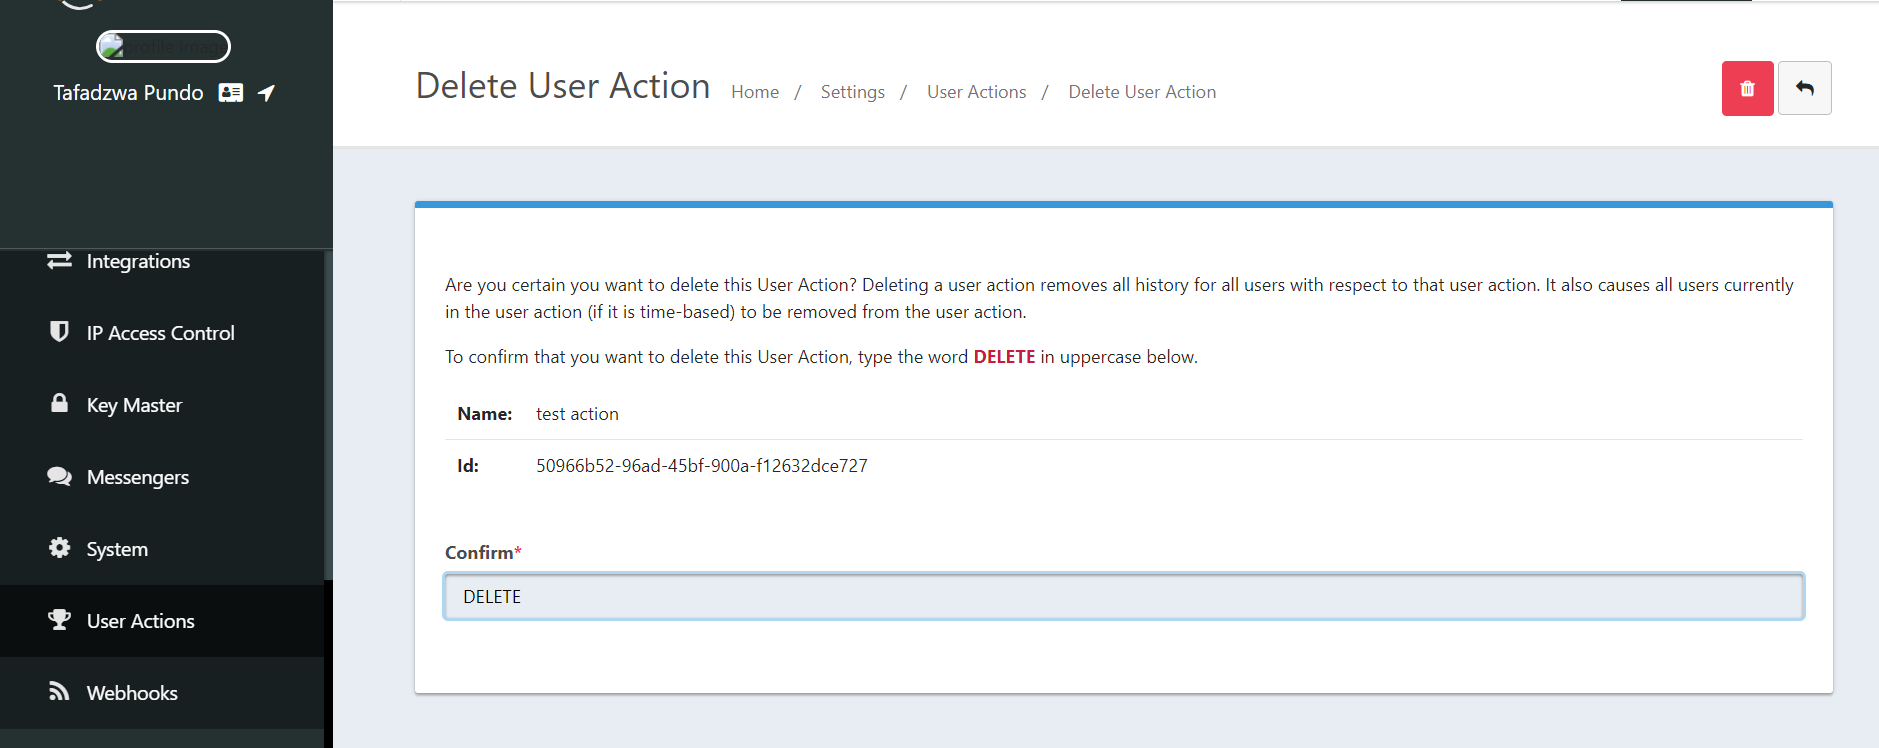 profile image
Tafadzwa Pundo
Integrations
IP Access Control
Key Master
Messengers
System
User Actions
Webhooks
Delete User Action
Home / Settings / User Actions / Delete User Action
Are you certain you want to delete this User Action? Deleting a user action removes all history for all users with respect to that user action. It also causes all users currently
in the user action (if it is time-based) to be removed from the user action.
To confirm that you want to delete this User Action, type the word DELETE in uppercase below.
Name: test action
Id: 50966b52-96ad-45bf-900a-f12632dce727
Confirm*
DELETE